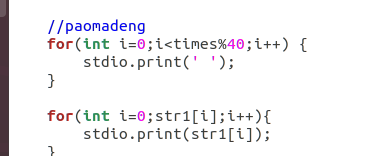 //paomadeng
for(int i=0;i<times%40;i++) {
stdio.print(' ');
}
for(int i=0;str1[i];i++){
stdio.print(str1[i]);
}